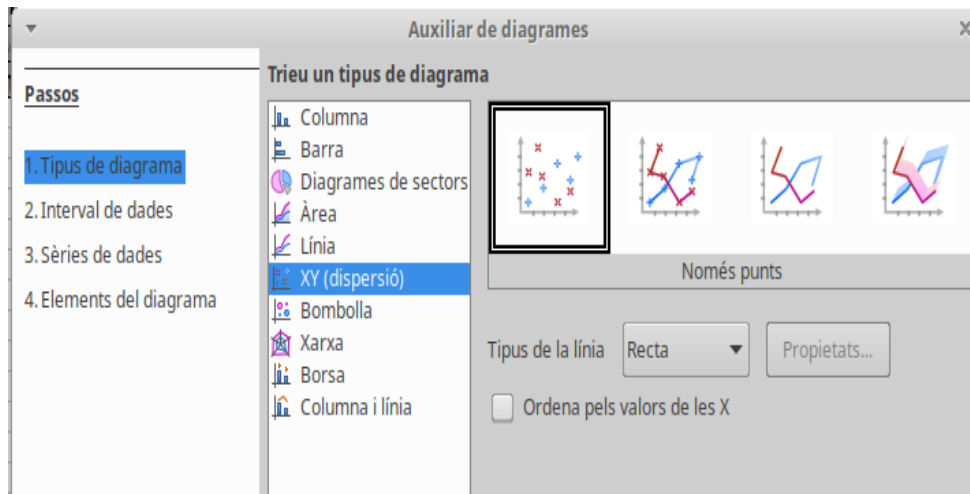 Auxiliar de diagrames
Passos
1. Tipus de diagrama
2. Interval de dades
3. Sèries de dades
4. Elements del diagrama
Trieu un tipus de diagrama
Columna
Barra
Diagrames de sectors
Àrea
Línia
XY (dispersió)
Bombolla
Xarxa
Borsa
Columna i línia
Només punts
Tipus de la línia Recta Propietats...
Ordena pels valors de les X